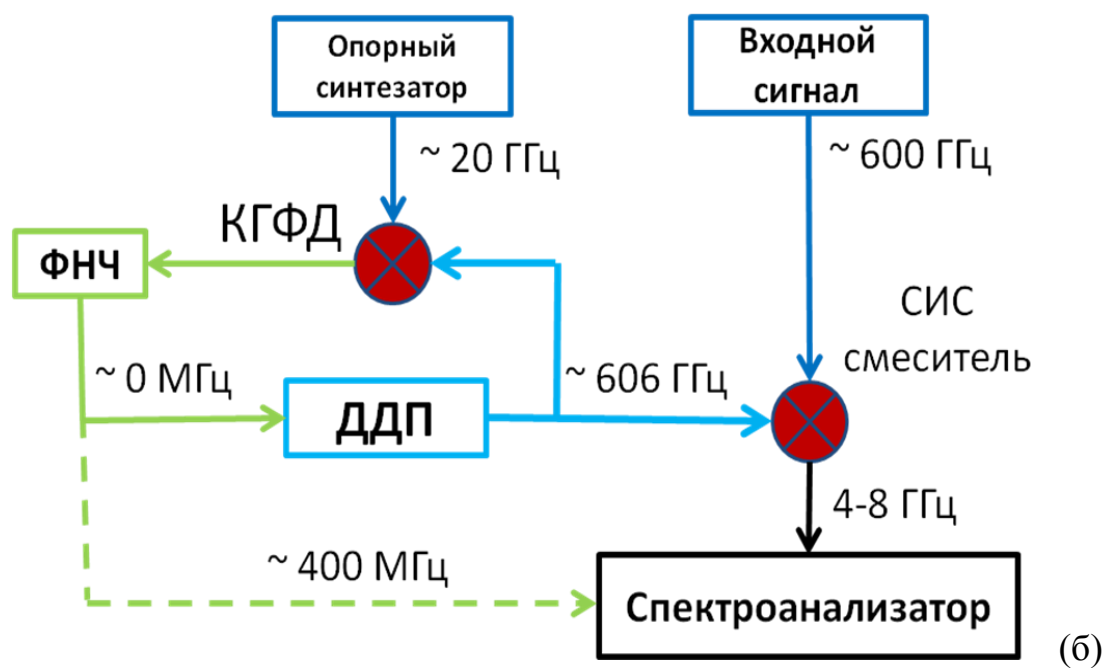 Опорный
синтезатор
Входной
сигнал
~ 20 ГГц
~ 600 ГГц
КГФД
ФНЧ
СИС
смеситель
~ 0 МГц
~ 606 ГГц
ДДП
4-8 ГГц
~ 400 МГц
Спектроанализатор
(б)